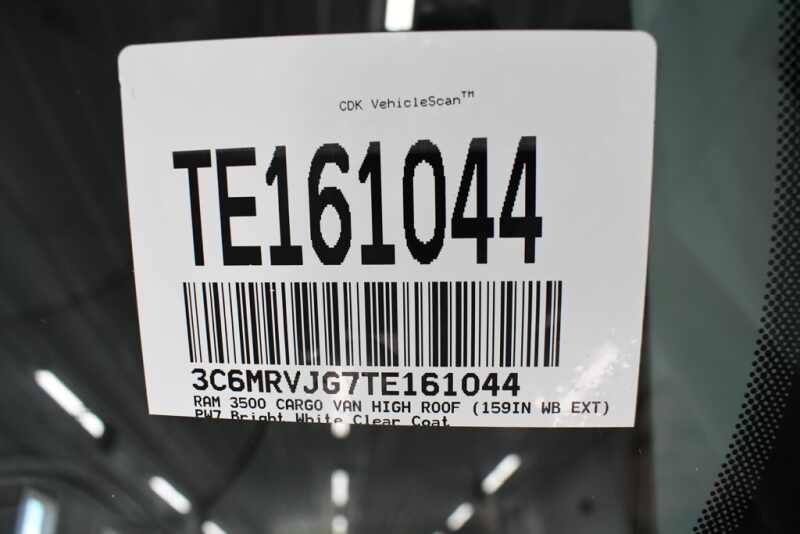 CDK VehicleScan™
TE161044
3C6MRVJG7TE161044
RAM 3500 CARGO VAN HIGH ROOF (159IN WB EXT)
PW7 Bright White Clear Coat